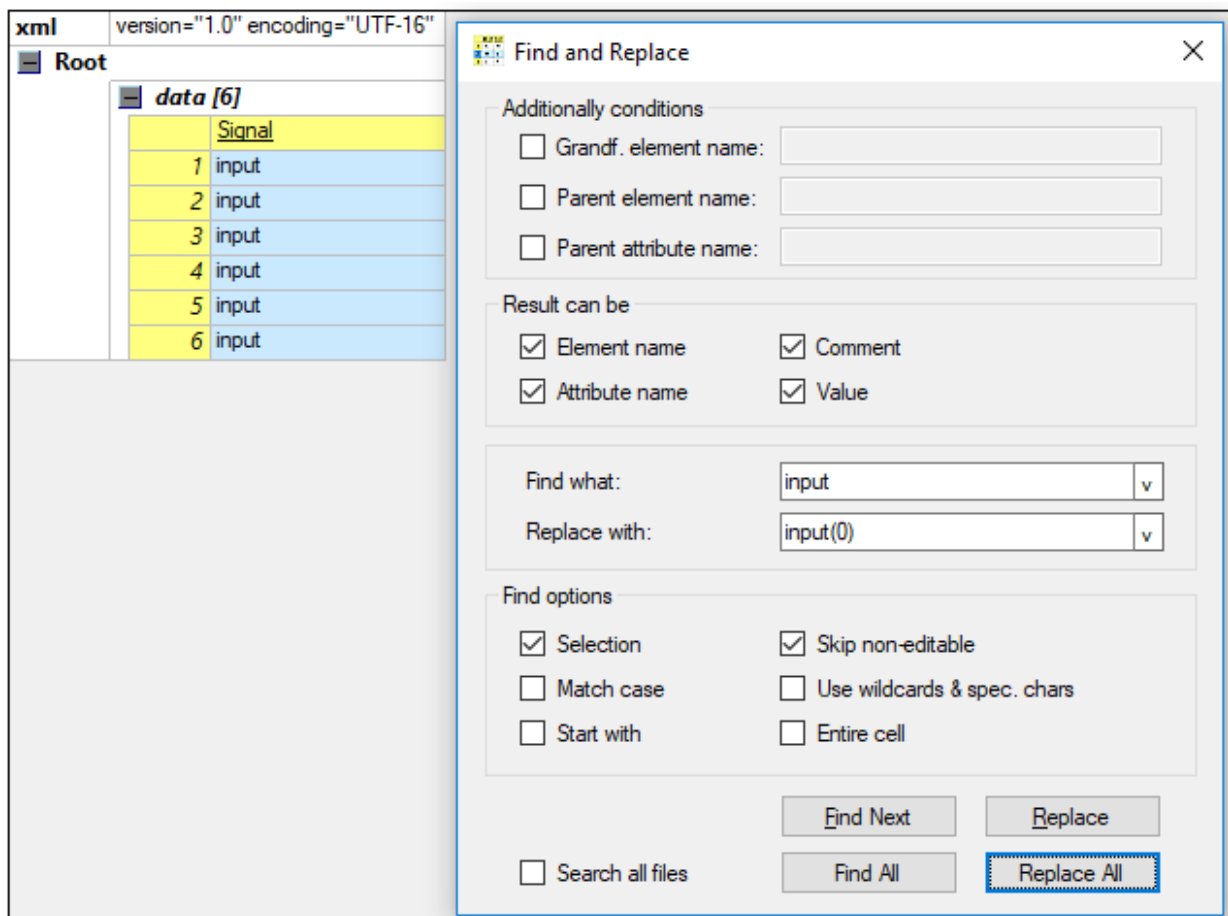 xml version="1.0" encoding="UTF-16"
Root
data [6]
Signal
1 input
2 input
3 input
4 input
5 input
6 input
Find and Replace
Additionally conditions
Grandf. element name:
Parent element name:
Parent attribute name:
Result can be
Element name Comment
Attribute name Value
Find what: input v
Replace with: input(0) v
Find options
Selection Skip non-editable
Match case Use wildcards & spec. chars
Start with Entire cell
Find Next Replace
Search all files Find All Replace All